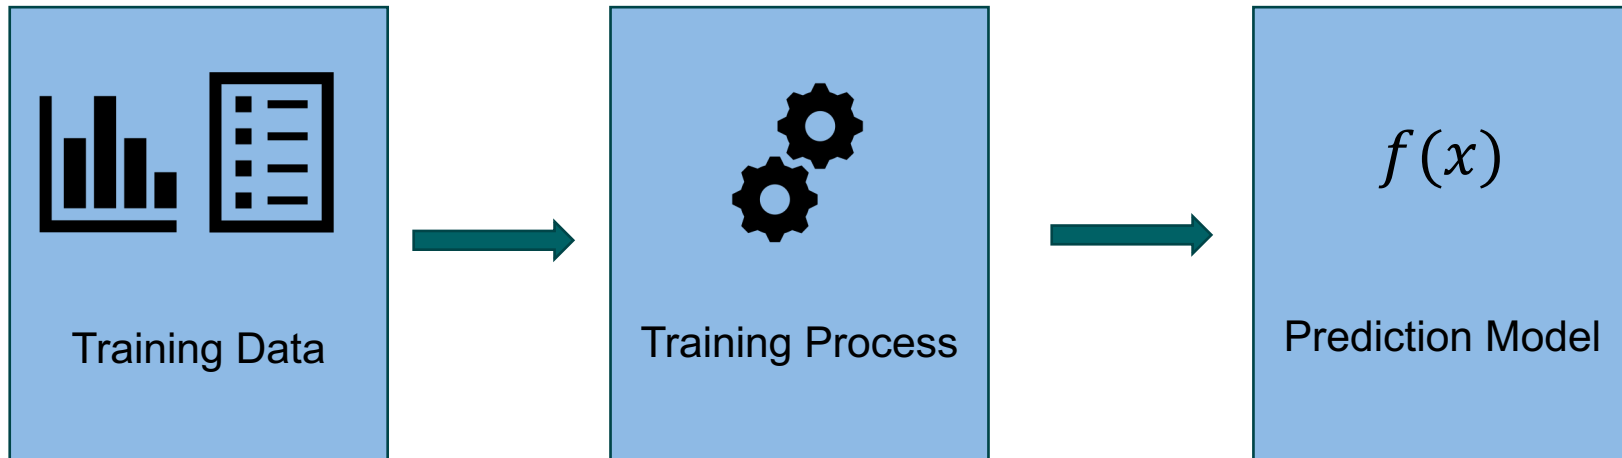 f(x)
Training Data
Training Process
Prediction Model